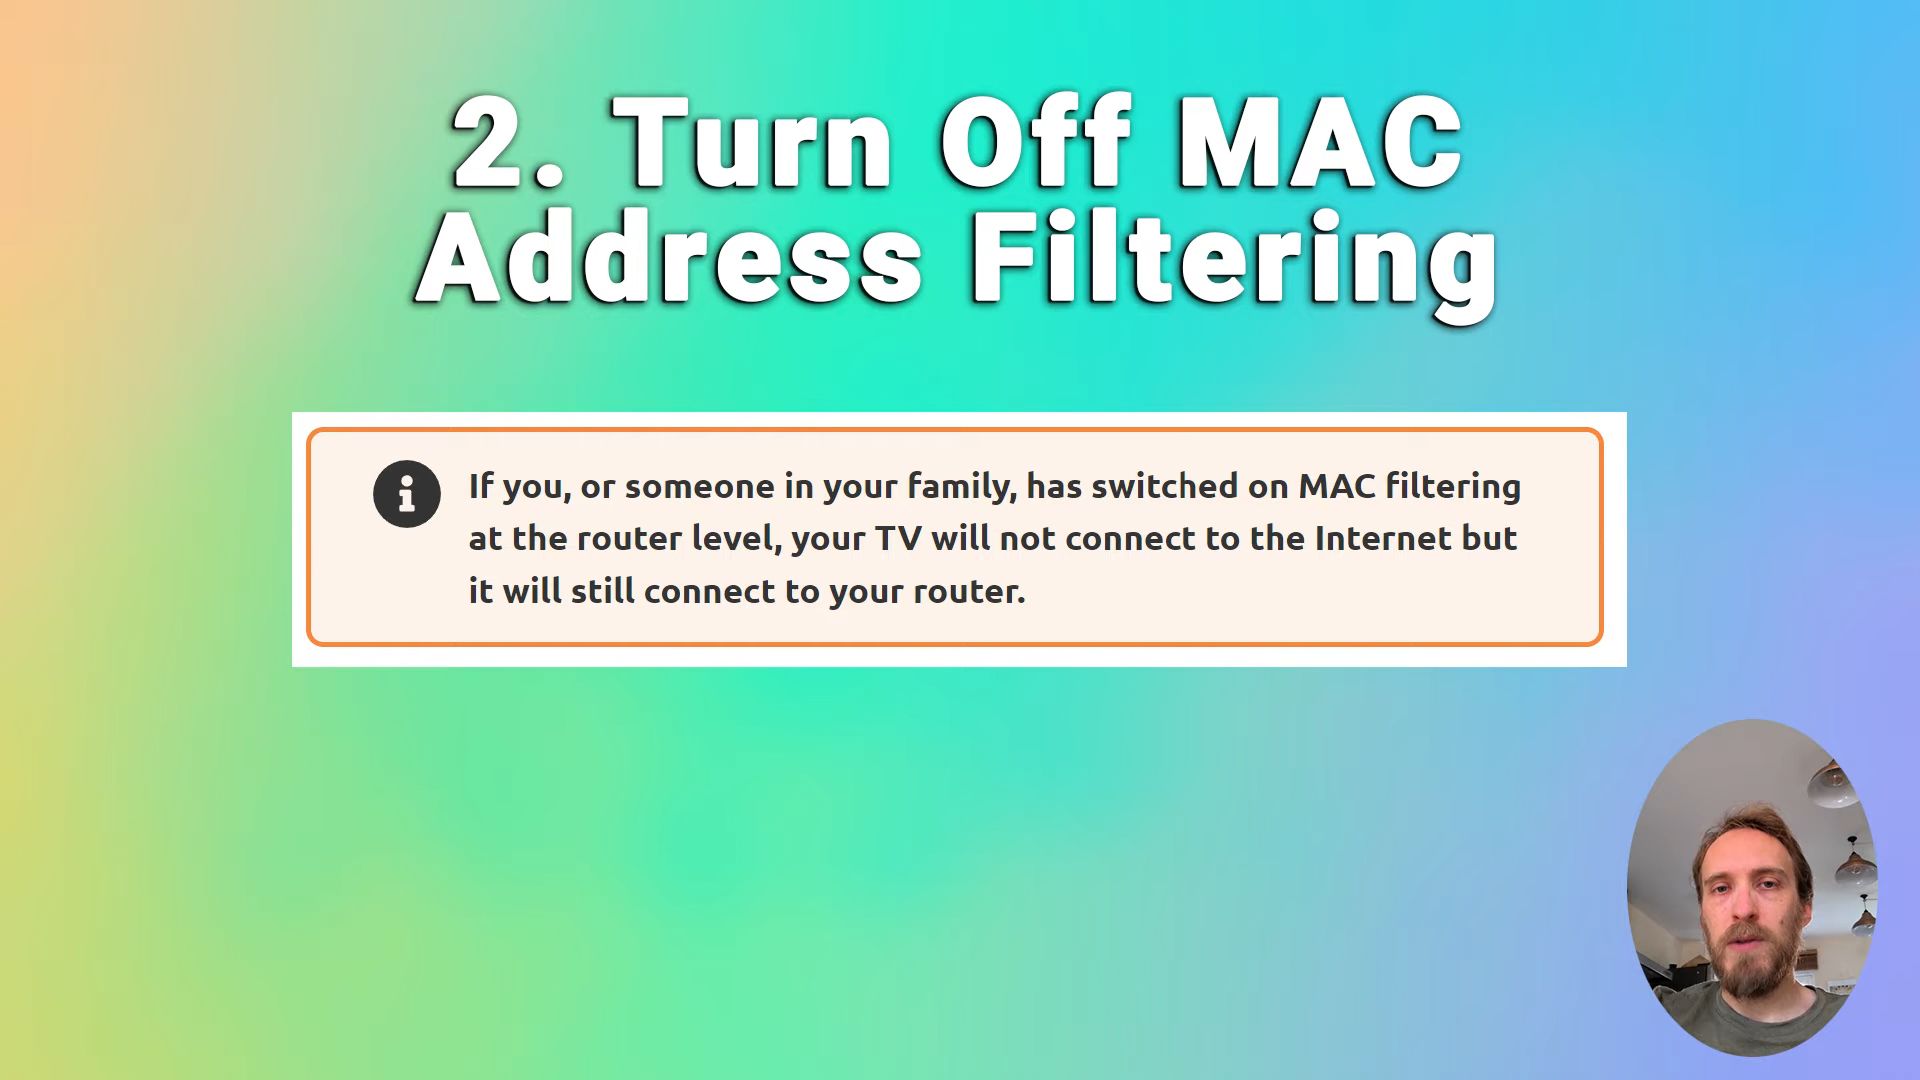 2. Turn Off MAC
Address Filtering
If you, or someone in your family, has switched on MAC filtering
at the router level, your TV will not connect to the Internet but
it will still connect to your router.